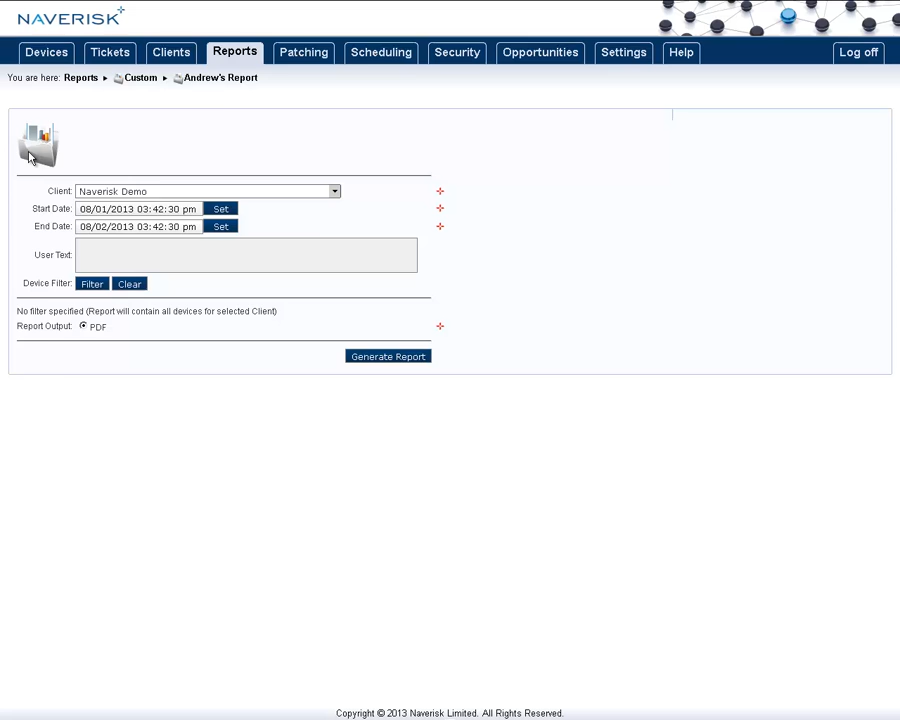 NAVERISK
Devices Tickets Clients Reports Patching Scheduling Security Opportunities Settings Help Log off
You are here: Reports ▸ Custom ▸ Andrew's Report
Client: Naverisk Demo
Start Date: 08/01/2013 03:42:30 pm Set
End Date: 08/02/2013 03:42:30 pm Set
User Text:
Device Filter: Filter Clear
No filter specified (Report will contain all devices for selected Client)
Report Output: PDF
Generate Report
Copyright © 2013 Naverisk Limited. All Rights Reserved.